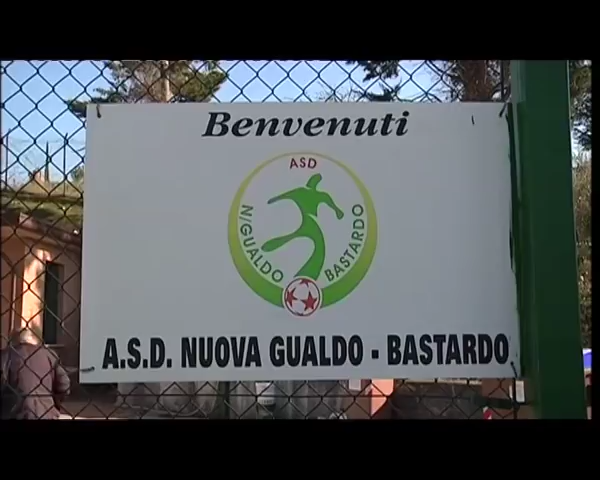 Benvenuti
ASD
N/GUALDO
BASTARDO
A.S.D. NUOVA GUALDO - BASTARDO